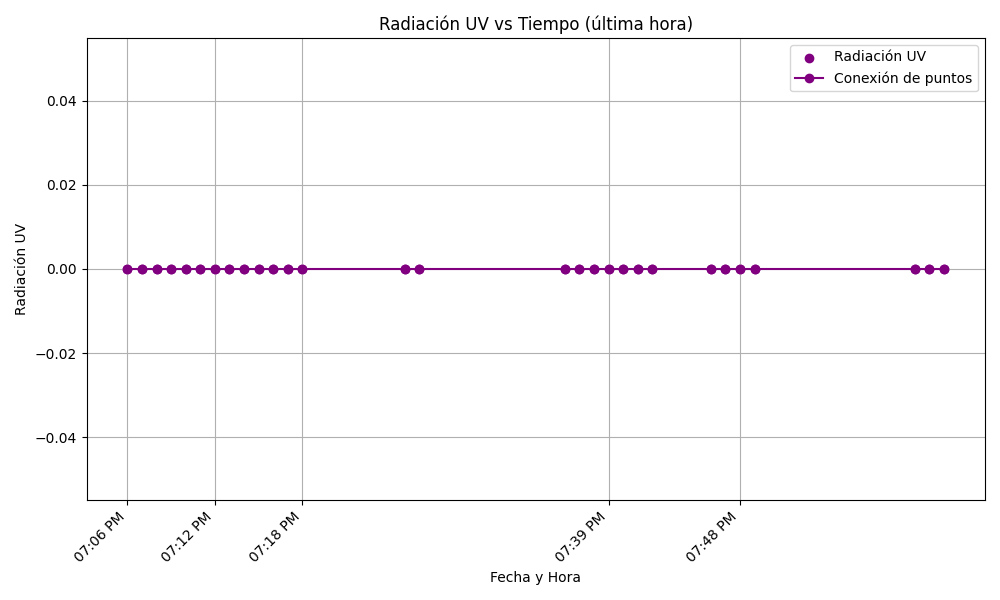 Radiación UV vs Tiempo (última hora)
Radiación UV
Conexión de puntos
0.04
0.02
0.00
−0.02
−0.04
Radiación UV
07:06 PM
07:12 PM
07:18 PM
07:39 PM
07:48 PM
Fecha y Hora